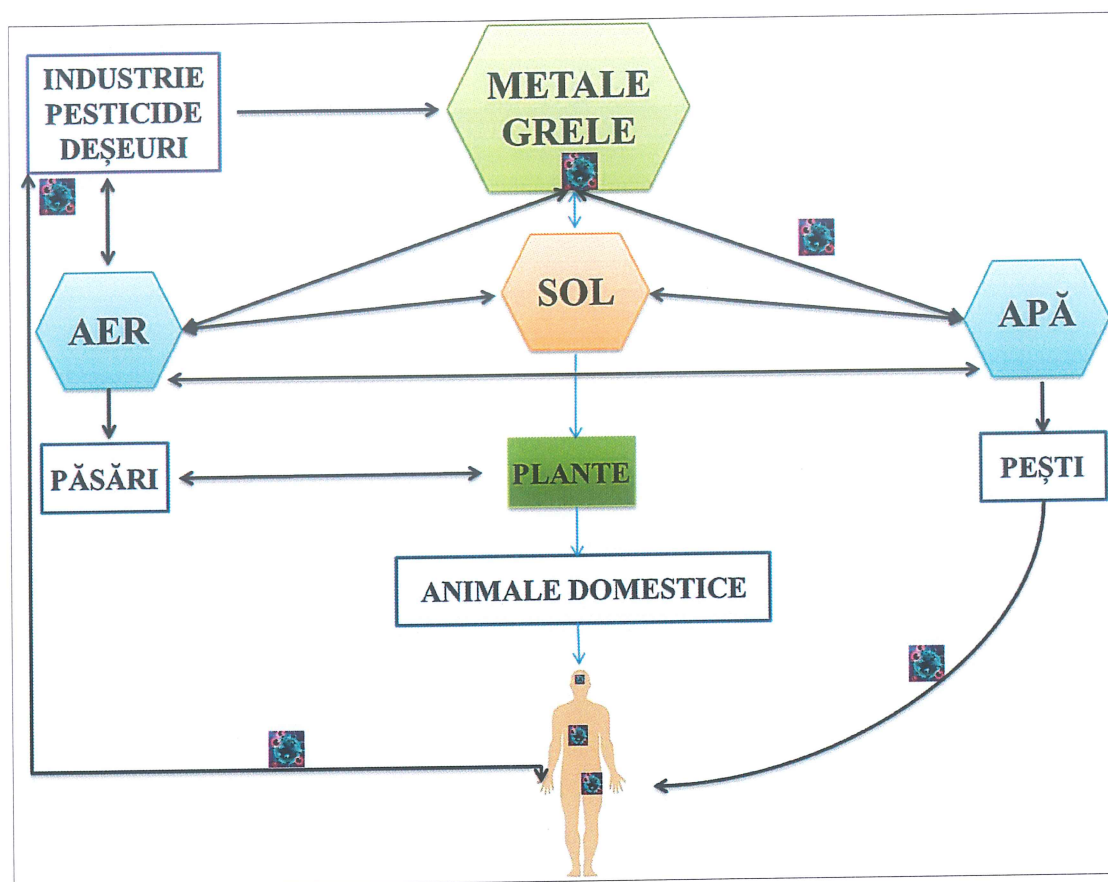 INDUSTRIE
PESTICIDE
DEȘEURI
METALE
GRELE
AER
SOL
APĂ
PĂSĂRI
PLANTE
PEȘTI
ANIMALE DOMESTICE